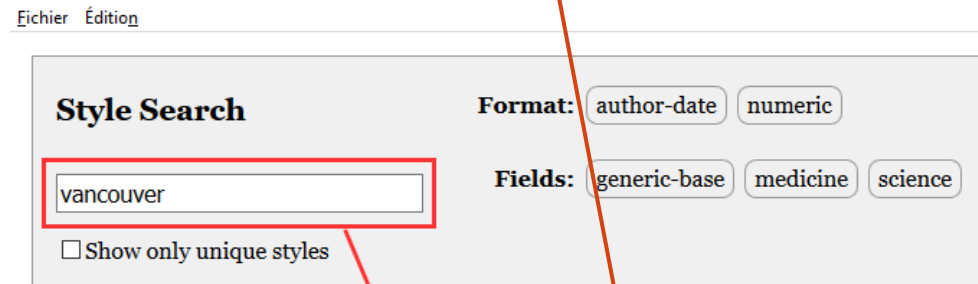 Fichier Édition
Style Search
Format: author-date numeric
vancouver
Fields: generic-base medicine science
Show only unique styles